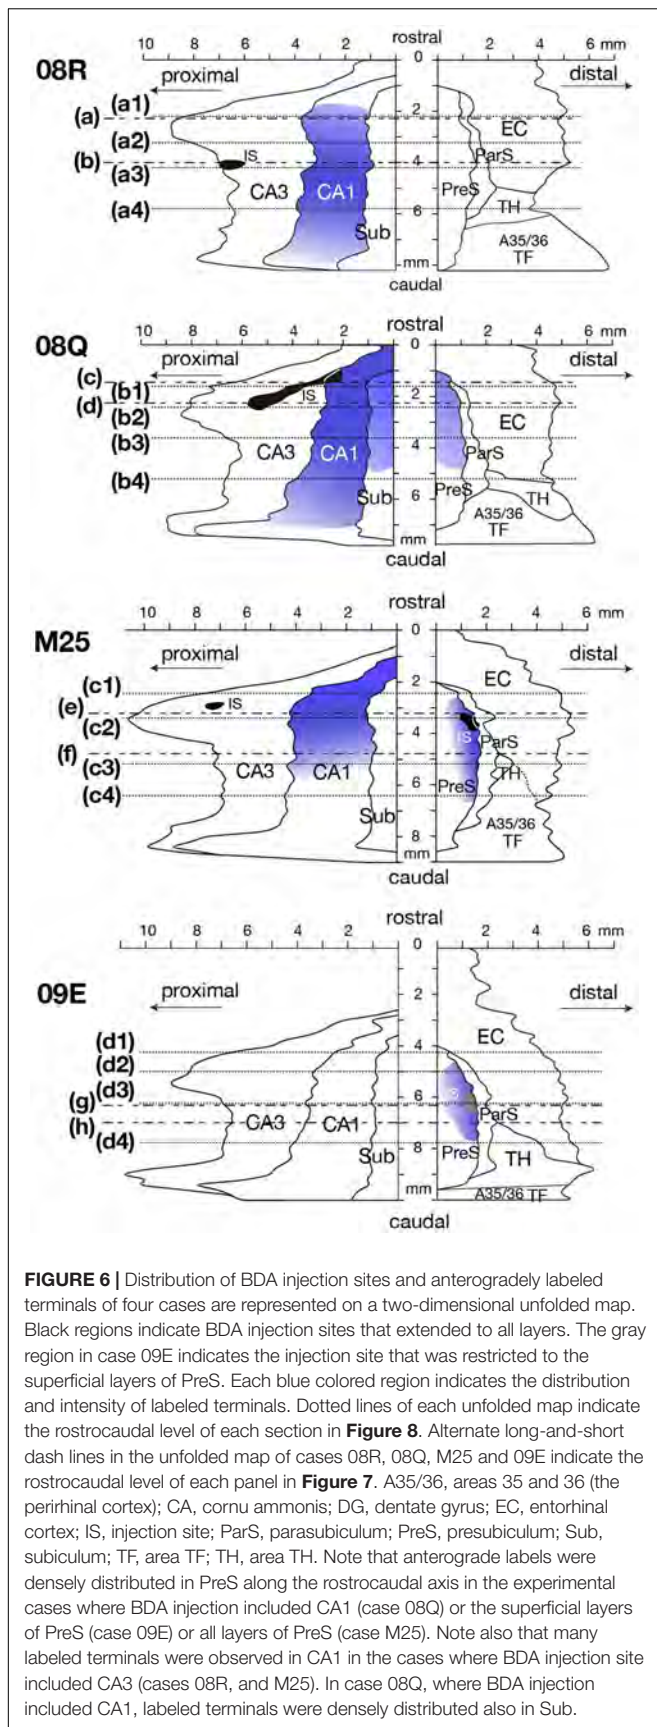 rostral
10 8 6 4 2 0 2 4 6 mm
08R
proximal distal
(a1)
(a) 2
(a2) EC
IS ParS
(b) 4
(a3)
CA3 CA1 PreS
TH
(a4) 6
Sub A35/36
TF
mm
caudal
Rostral
10 8 6 4 2 0 2 4 6 mm
08Q
proximal distal
(c)
(b1)
IS
(d) 2
(b2) EC
(b3) 4
CA3 CA1 ParS
(b4)
Sub PreS TH
6 A35/36
TF
mm
caudal
rostral
10 8 6 4 2 0 2 4 6 mm
M25
proximal distal
EC
(c1) 2
(e) IS
(c2)
IS ParS
4
(f)
(c3) CA3 CA1 TH
PreS
(c4) 6
Sub A35/36
TF
8
mm
caudal
rostral
10 8 6 4 2 0 2 4 6 mm
09E
proximal distal
2
EC
(d1) 4
(d2)
(d3)
(g) 6
ParS
(h) CA3 CA1
(d4)
Sub 8 PreS TH
mm A35/36 TF
caudal
FIGURE 6 | Distribution of BDA injection sites and anterogradely labeled
terminals of four cases are represented on a two-dimensional unfolded map.
Black regions indicate BDA injection sites that extended to all layers. The gray
region in case 09E indicates the injection site that was restricted to the
superficial layers of PreS. Each blue colored region indicates the distribution
and intensity of labeled terminals. Dotted lines of each unfolded map indicate
the rostrocaudal level of each section in Figure 8. Alternate long-and-short
dash lines in the unfolded map of cases 08R, 08Q, M25 and 09E indicate the
rostrocaudal level of each panel in Figure 7. A35/36, areas 35 and 36 (the
perirhinal cortex); CA, cornu ammonis; DG, dentate gyrus; EC, entorhinal
cortex; IS, injection site; ParS, parasubiculum; PreS, presubiculum; Sub,
subiculum; TF, area TF; TH, area TH. Note that anterograde labels were
densely distributed in PreS along the rostrocaudal axis in the experimental
cases where BDA injection included CA1 (case 08Q) or the superficial layers
of PreS (case 09E) or all layers of PreS (case M25). Note also that many
labeled terminals were observed in CA1 in the cases where BDA injection site
included CA3 (cases 08R, and M25). In case 08Q, where BDA injection
included CA1, labeled terminals were densely distributed also in Sub.